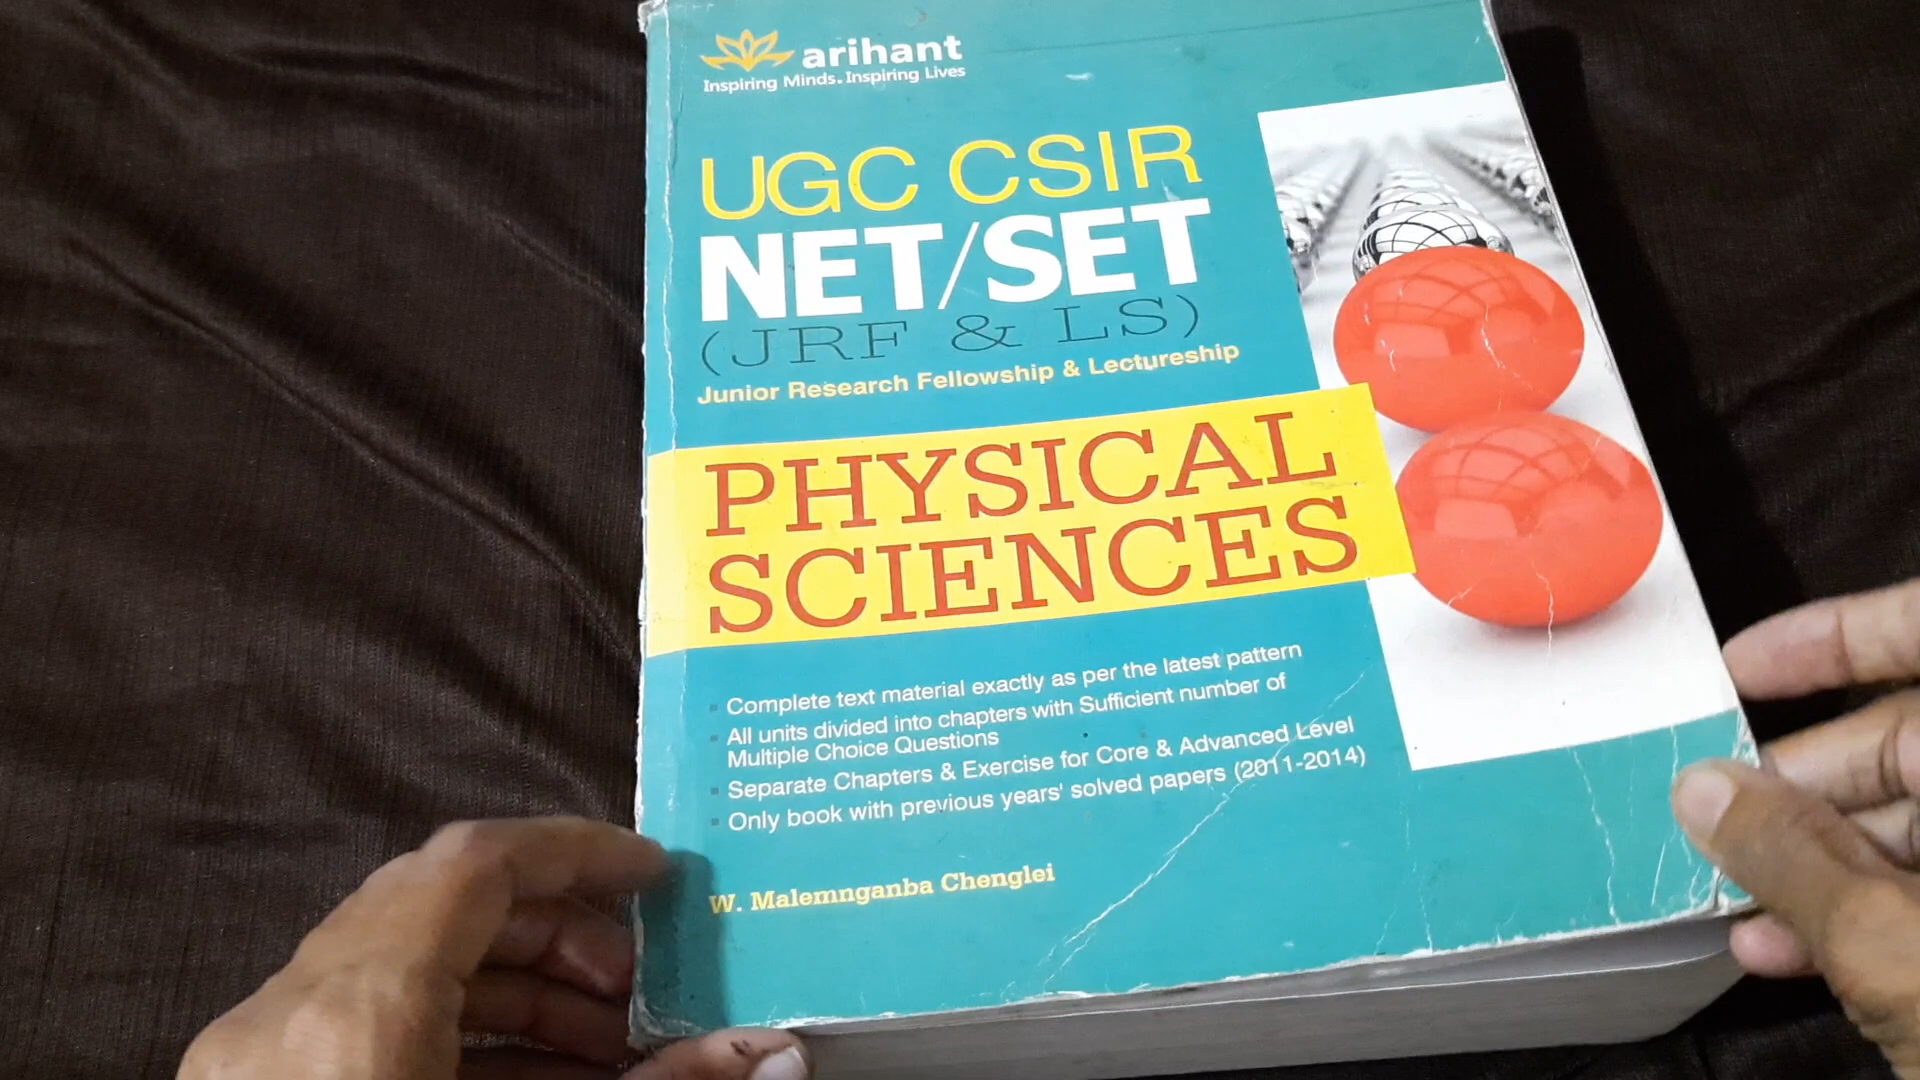 arihant
Inspiring Minds. Inspiring Lives
UGC CSIR
NET/SET
(JRF & LS)
Junior Research Fellowship & Lectureship
PHYSICAL
SCIENCES
Complete text material exactly as per the latest pattern
All units divided into chapters with Sufficient number of
Multiple Choice Questions
Separate Chapters & Exercise for Core & Advanced Level
Only book with previous years' solved papers (2011-2014)
W. Malemnganba Chenglei